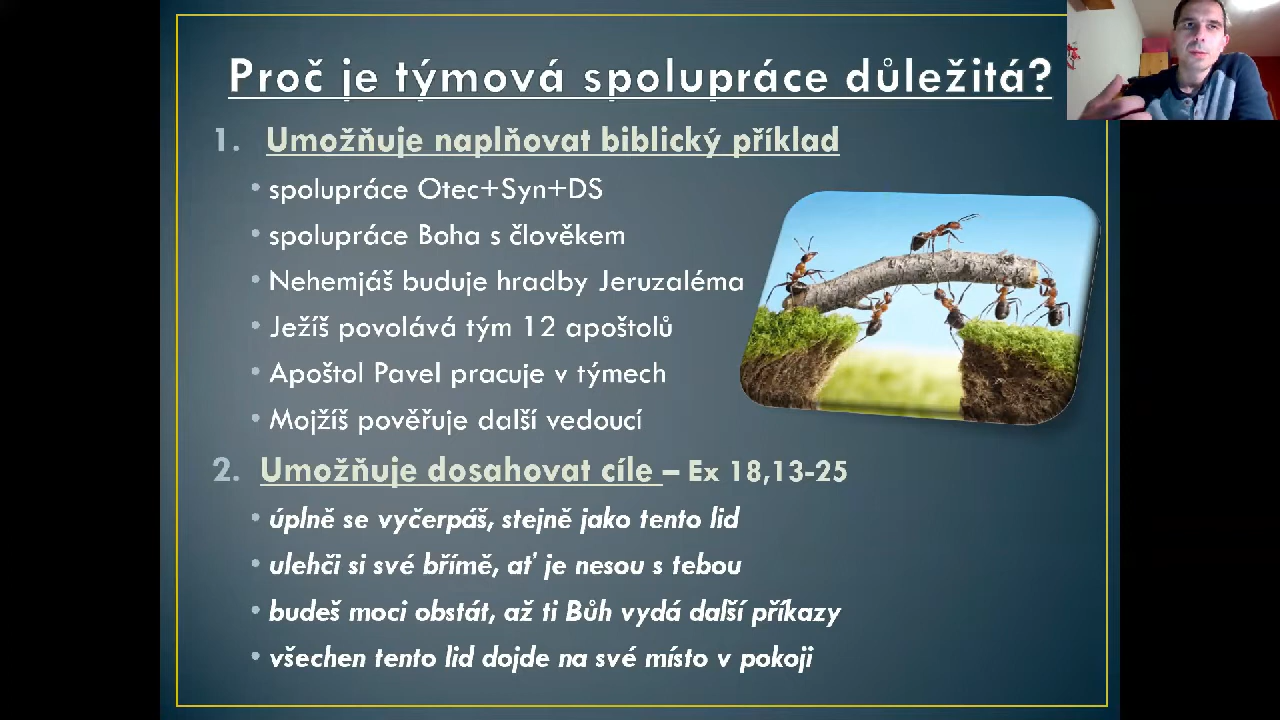 Proč je týmová spolupráce důležitá?
1. Umožňuje naplňovat biblický příklad
• spolupráce Otec+Syn+DS
• spolupráce Boha s člověkem
• Nehemjáš buduje hradby Jeruzaléma
• Ježíš povolává tým 12 apoštolů
• Apoštol Pavel pracuje v týmech
• Mojžíš pověřuje další vedoucí
2. Umožňuje dosahovat cíle – Ex 18,13-25
• úplně se vyčerpáš, stejně jako tento lid
• ulehči si své břímě, ať je nesou s tebou
• budeš moci obstát, až ti Bůh vydá další příkazy
• všechen tento lid dojde na své místo v pokoji